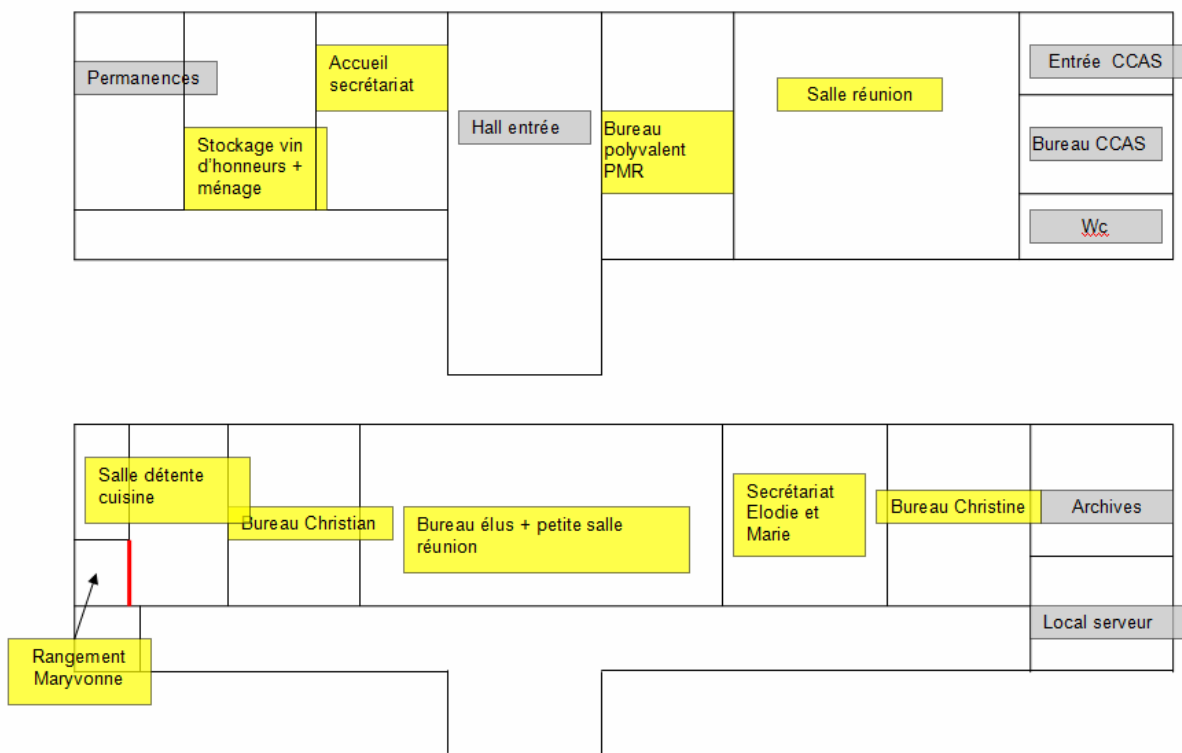 Permanences
Accueil
secrétariat
Stockage vin
d'honneurs +
ménage
Hall entrée
Bureau
polyvalent
PMR
Salle réunion
Entrée CCAS
Bureau CCAS
Wc
Salle détente
cuisine
Bureau Christian
Bureau élus + petite salle
réunion
Secrétariat
Elodie et
Marie
Bureau Christine
Archives
Local serveur
Rangement
Maryvonne